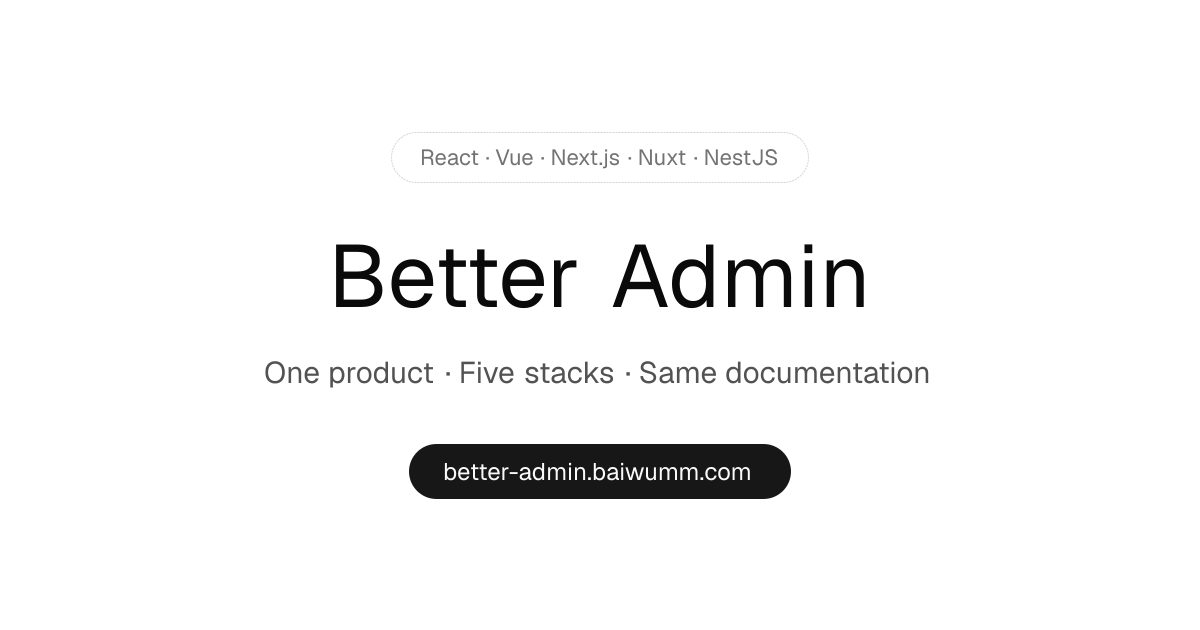 React · Vue · Next.js · Nuxt · NestJS
Better Admin
One product · Five stacks · Same documentation
better-admin.baiwumm.com